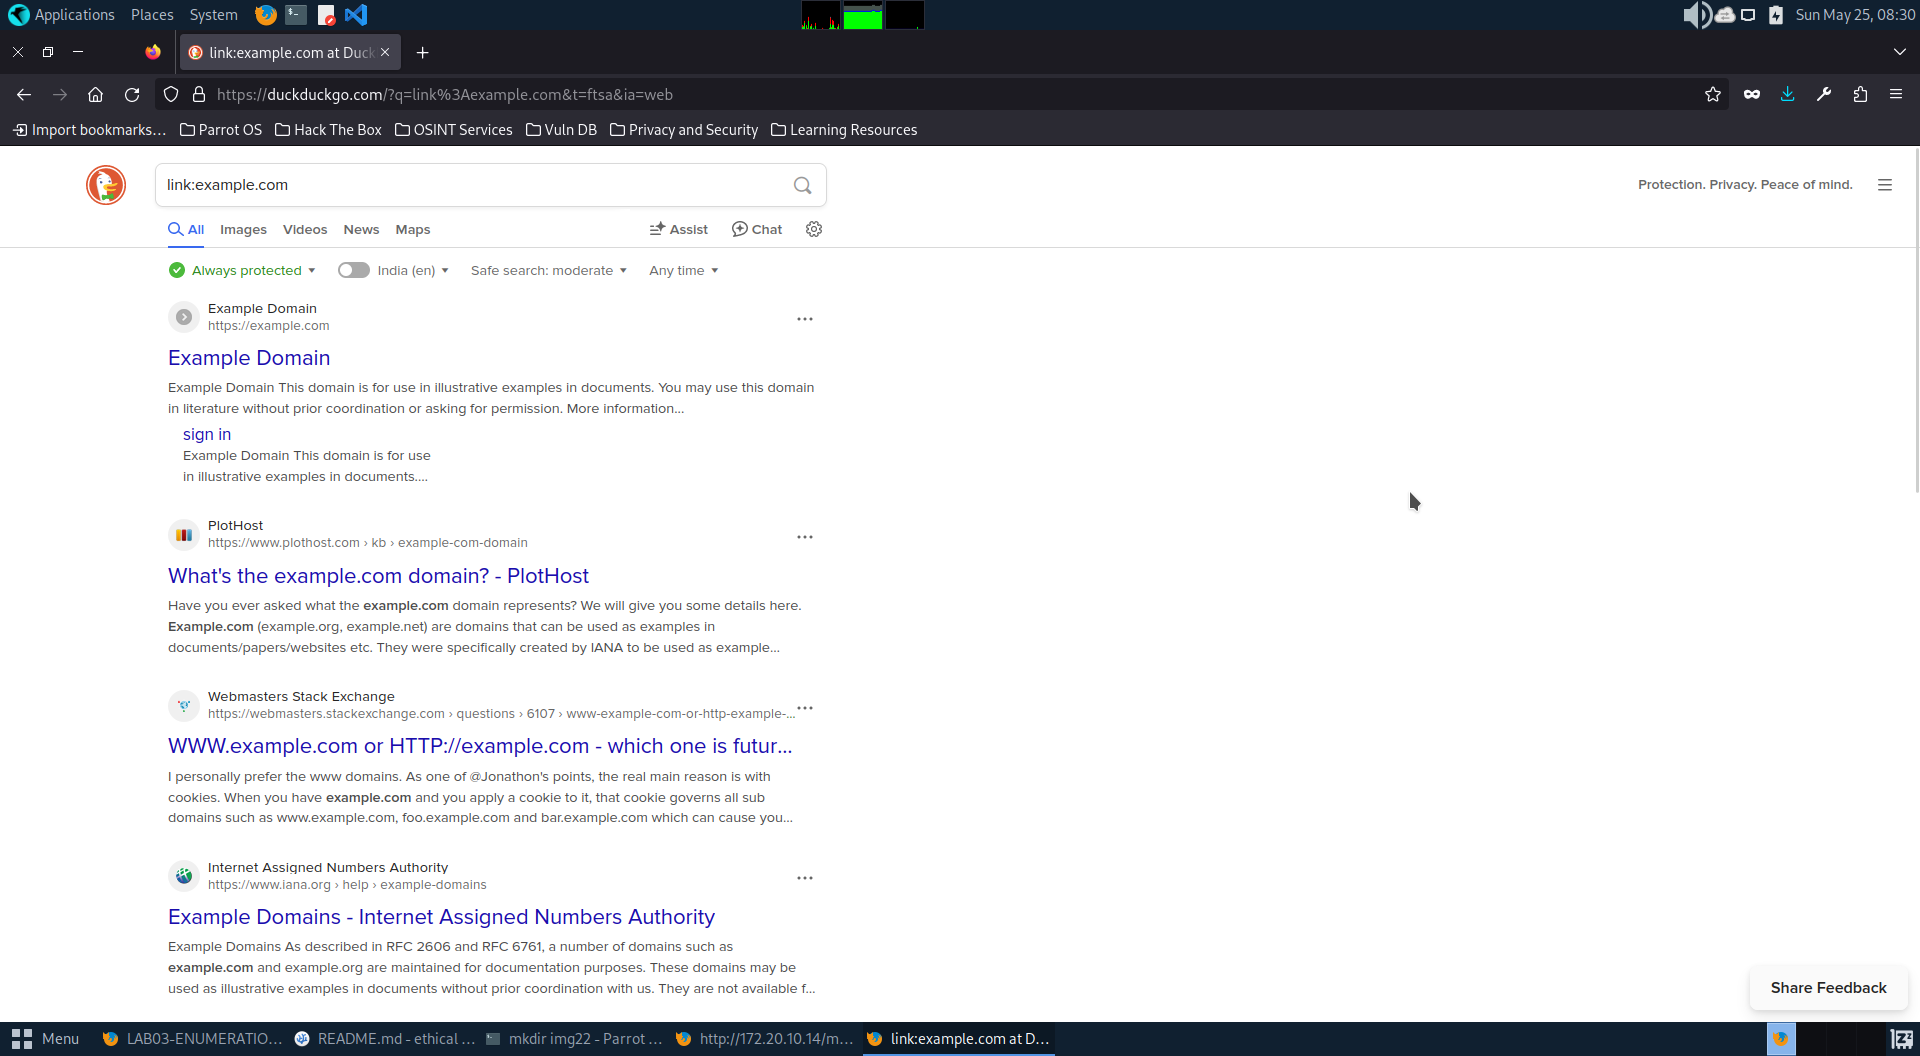 Applications Places System Sun May 25, 08:30
link:example.com at Duck
https://duckduckgo.com/?q=link%3Aexample.com&t=ftsa&ia=web
Import bookmarks... Parrot OS Hack The Box OSINT Services Vuln DB Privacy and Security Learning Resources
link:example.com
Protection. Privacy. Peace of mind.
All Images Videos News Maps Assist Chat
Always protected India (en) Safe search: moderate Any time
Example Domain
https://example.com
Example Domain
Example Domain This domain is for use in illustrative examples in documents. You may use this domain
in literature without prior coordination or asking for permission. More information...
sign in
Example Domain This domain is for use
in illustrative examples in documents....
PlotHost
https://www.plothost.com › kb › example-com-domain
What's the example.com domain? - PlotHost
Have you ever asked what the example.com domain represents? We will give you some details here.
Example.com (example.org, example.net) are domains that can be used as examples in
documents/papers/websites etc. They were specifically created by IANA to be used as example...
Webmasters Stack Exchange
https://webmasters.stackexchange.com › questions › 6107 › www-example-com-or-http-example-...
WWW.example.com or HTTP://example.com - which one is futur...
I personally prefer the www domains. As one of @Jonathon's points, the real main reason is with
cookies. When you have example.com and you apply a cookie to it, that cookie governs all sub
domains such as www.example.com, foo.example.com and bar.example.com which can cause you...
Internet Assigned Numbers Authority
https://www.iana.org › help › example-domains
Example Domains - Internet Assigned Numbers Authority
Example Domains As described in RFC 2606 and RFC 6761, a number of domains such as
example.com and example.org are maintained for documentation purposes. These domains may be
used as illustrative examples in documents without prior coordination with us. They are not available f...
Share Feedback
Menu LAB03-ENUMERATIO... README.md - ethical ... mkdir img22 - Parrot ... http://172.20.10.14/m... link:example.com at D...